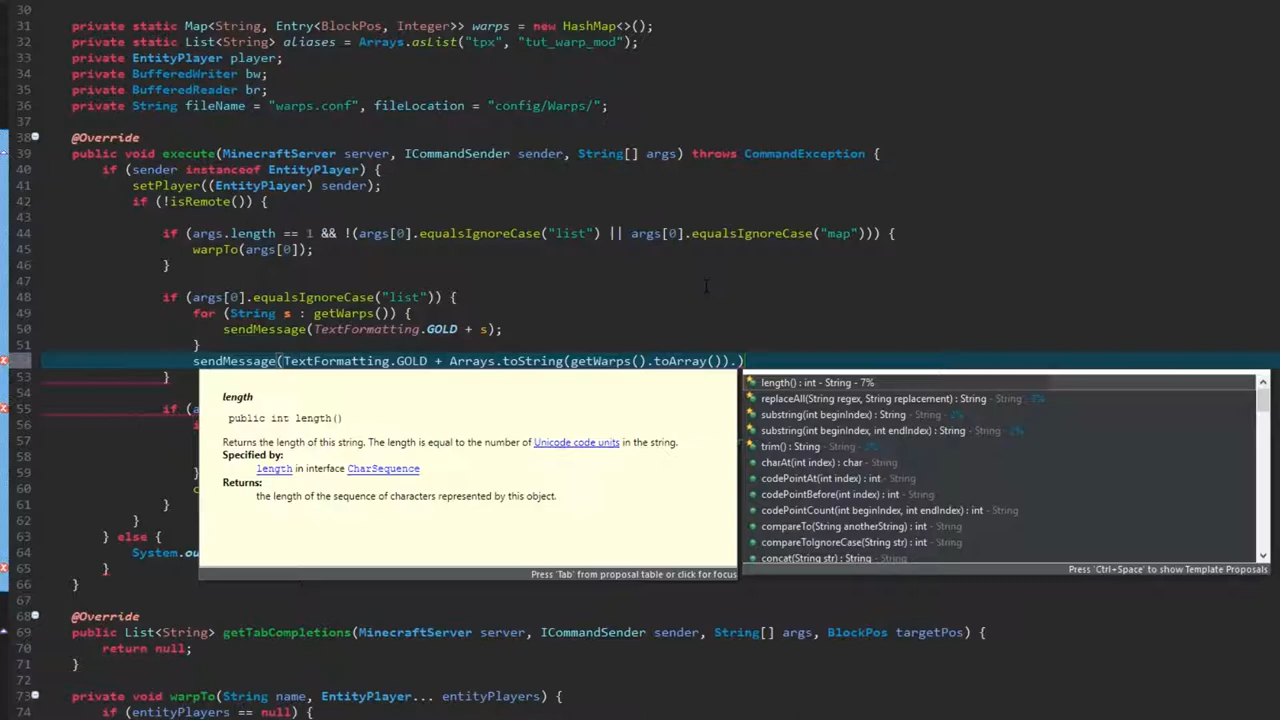 30
31 private static Map<String, Entry<BlockPos, Integer>> warps = new HashMap<>();
32 private static List<String> aliases = Arrays.asList("tpx", "tut_warp_mod");
33 private EntityPlayer player;
34 private BufferedWriter bw;
35 private BufferedReader br;
36 private String fileName = "warps.conf", fileLocation = "config/Warps/";
37
38 @Override
39 public void execute(MinecraftServer server, ICommandSender sender, String[] args) throws CommandException {
40 if (sender instanceof EntityPlayer) {
41 setPlayer((EntityPlayer) sender);
42 if (!isRemote()) {
43
44 if (args.length == 1 && !(args[0].equalsIgnoreCase("list") || args[0].equalsIgnoreCase("map"))) {
45 warpTo(args[0]);
46 }
47
48 if (args[0].equalsIgnoreCase("list")) {
49 for (String s : getWarps()) {
50 sendMessage(TextFormatting.GOLD + s);
51 }
sendMessage(TextFormatting.GOLD + Arrays.toString(getWarps().toArray()).)
53 }
54
55 if (a
56
57
58
59 }
60
61 }
62 }
63 } else {
64 System.ou
65 }
66 }
67
68 @Override
69 public List<String> getTabCompletions(MinecraftServer server, ICommandSender sender, String[] args, BlockPos targetPos) {
70 return null;
71 }
72
73 private void warpTo(String name, EntityPlayer... entityPlayers) {
74 if (entityPlayers == null) {
length
public int length()
Returns the length of this string. The length is equal to the number of Unicode code units in the string.
Specified by:
length in interface CharSequence
Returns:
the length of the sequence of characters represented by this object.
Press 'Tab' from proposal table or click for focus
length() : int - String - 7%
replaceAll(String regex, String replacement) : String - String - 3%
substring(int beginIndex) : String - String - 2%
substring(int beginIndex, int endIndex) : String - String - 2%
trim() : String - String - 2%
charAt(int index) : char - String
codePointAt(int index) : int - String
codePointBefore(int index) : int - String
codePointCount(int beginIndex, int endIndex) : int - String
compareTo(String anotherString) : int - String
compareToIgnoreCase(String str) : int - String
concat(String str) : String - String
Press 'Ctrl+Space' to show Template Proposals